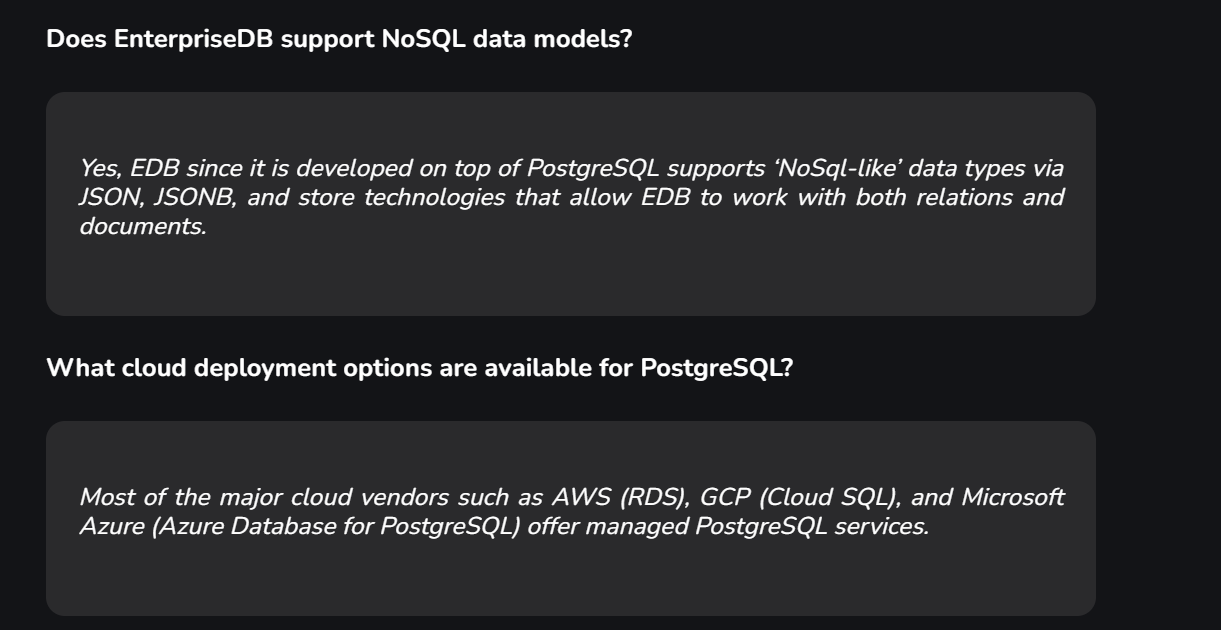 Does EnterpriseDB support NoSQL data models?
Yes, EDB since it is developed on top of PostgreSQL supports ‘NoSql-like’ data types via
JSON, JSONB, and store technologies that allow EDB to work with both relations and
documents.
What cloud deployment options are available for PostgreSQL?
Most of the major cloud vendors such as AWS (RDS), GCP (Cloud SQL), and Microsoft
Azure (Azure Database for PostgreSQL) offer managed PostgreSQL services.